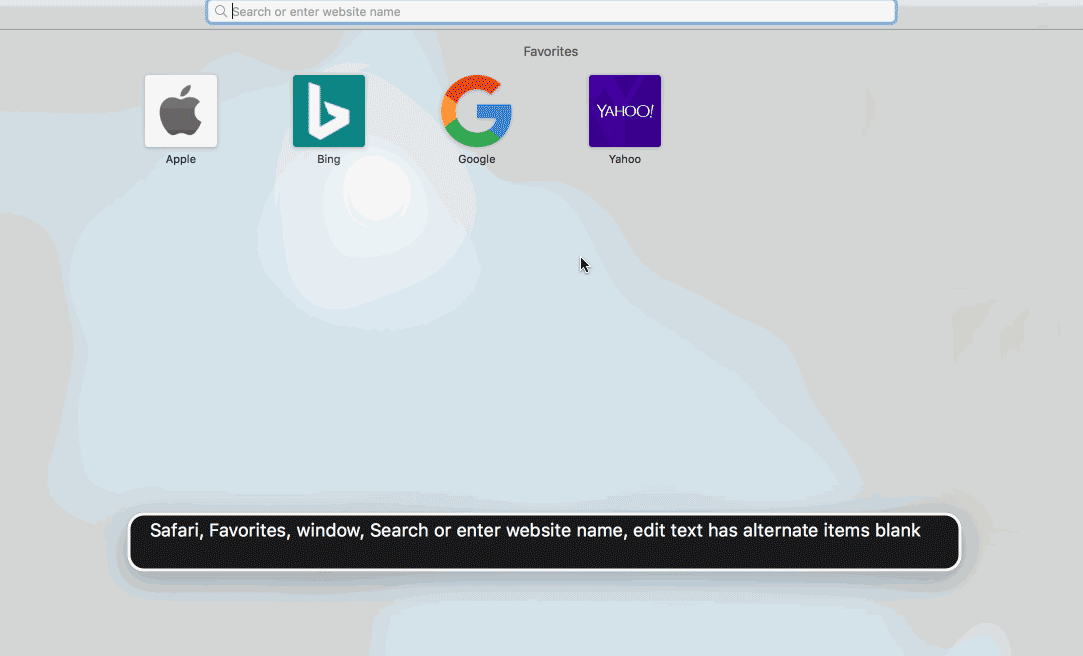 Search or enter website name
Favorites
YAHOO!
Apple Bing Google Yahoo
Safari, Favorites, window, Search or enter website name, edit text has alternate items blank